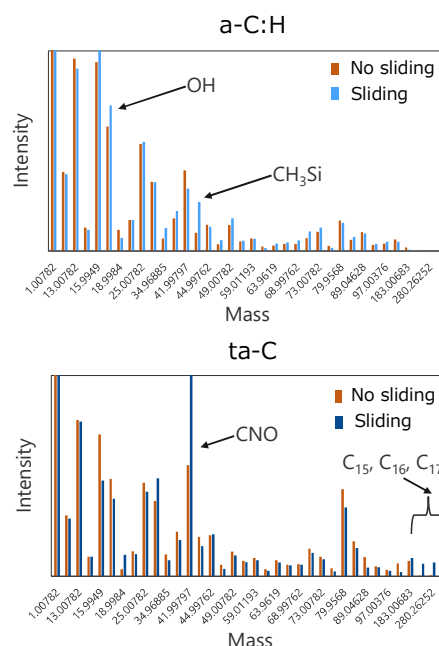 a-C:H
No sliding
Sliding
OH
CH₃Si
Intensity
1.00782 13.00782 15.9949 18.9984 25.00782 34.96885 41.99797 44.99762 49.00782 59.01193 63.9619 68.99762 73.00782 79.9568 89.04628 97.00376 183.00683 280.26252
Mass
ta-C
No sliding
Sliding
CNO
C₁₅, C₁₆, C₁₇
Intensity
1.00782 13.00782 15.9949 18.9984 25.00782 34.96885 41.99797 44.99762 49.00782 59.01193 63.9619 68.99762 73.00782 79.9568 89.04628 97.00376 183.00683 280.26252
Mass